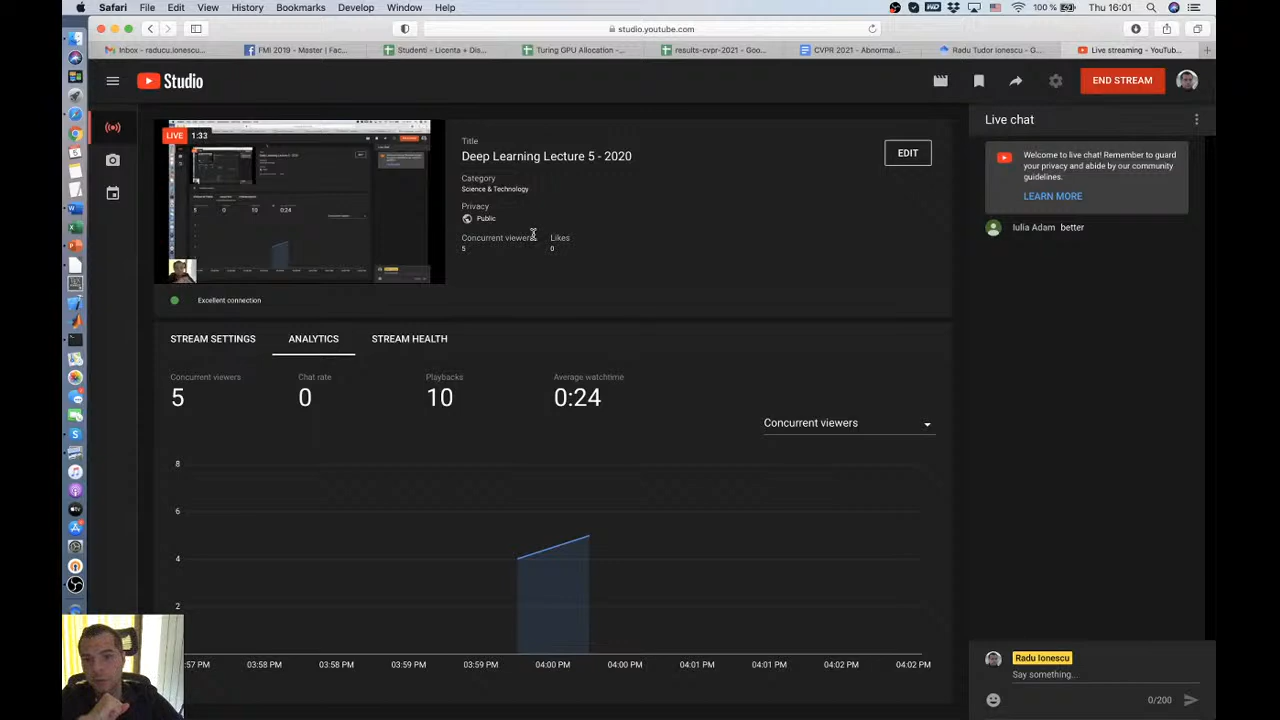 Safari File Edit View History Bookmarks Develop Window Help 100 % Thu 16:01
studio.youtube.com
Inbox - raducu.ionescu... FMI 2019 - Master | Fac... Studenti - Licenta + Dis... Turing GPU Allocation -... results-cvpr-2021 - Goo... CVPR 2021 - Abnormal... Radu Tudor Ionescu - G... Live streaming - YouTub...
Studio END STREAM
LIVE 1:33
Title
Deep Learning Lecture 5 - 2020
EDIT
Category
Science & Technology
Privacy
Public
Concurrent viewers Likes
5 0
Excellent connection
STREAM SETTINGS ANALYTICS STREAM HEALTH
Concurrent viewers Chat rate Playbacks Average watchtime
5 0 10 0:24
Concurrent viewers
8
6
4
2
:57 PM 03:58 PM 03:58 PM 03:59 PM 03:59 PM 04:00 PM 04:00 PM 04:01 PM 04:01 PM 04:02 PM 04:02 PM
Live chat
Welcome to live chat! Remember to guard
your privacy and abide by our community
guidelines.
LEARN MORE
Iulia Adam better
Radu Ionescu
Say something...
0/200